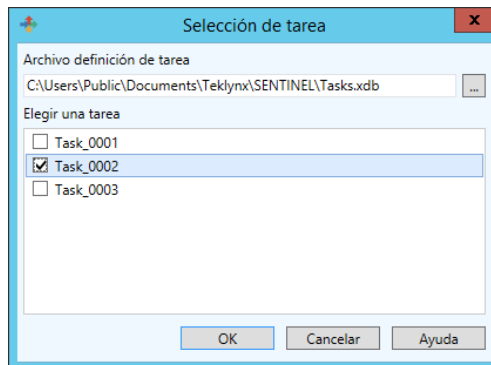 Selección de tarea
x
Archivo definición de tarea
C:\Users\Public\Documents\Teklynx\SENTINEL\Tasks.xdb
...
Elegir una tarea
Task_0001
Task_0002
Task_0003
OK
Cancelar
Ayuda